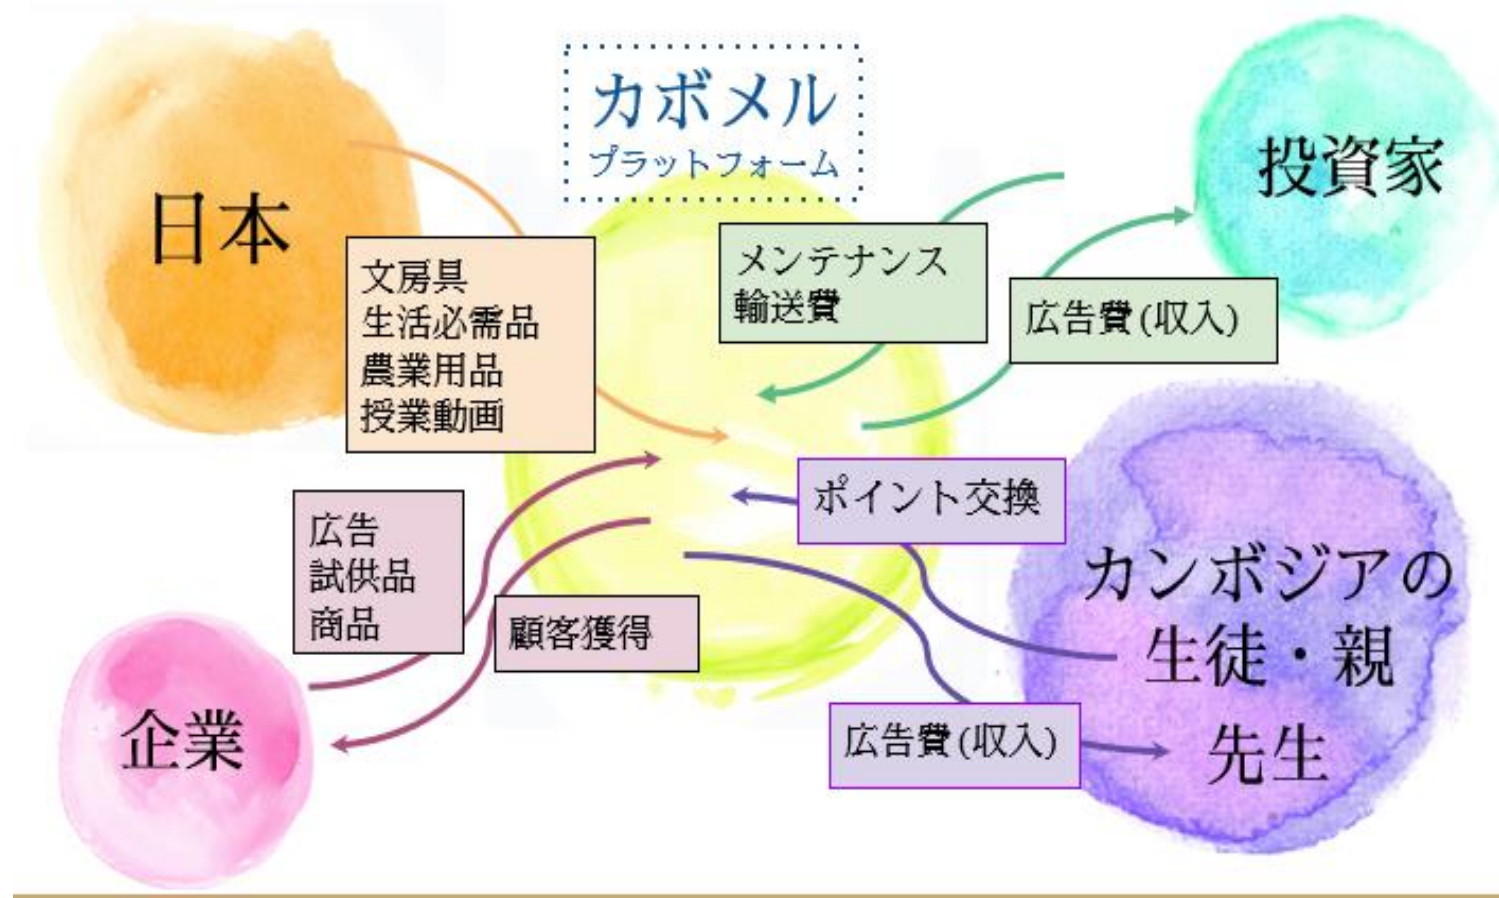 カボメル
プラットフォーム
日本
文房具
生活必需品
農業用品
授業動画
メンテナンス
輸送費
投資家
広告費(収入)
広告
試供品
商品
顧客獲得
企業
ポイント交換
カンボジアの
生徒・親
先生
広告費(収入)